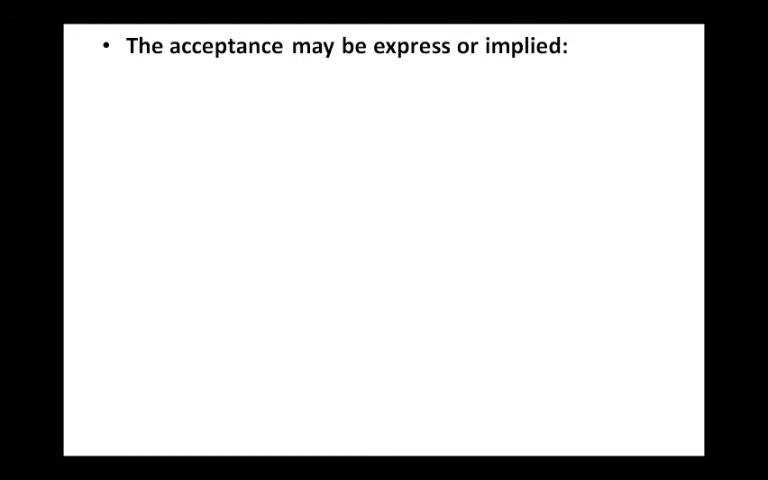 • The acceptance may be express or implied: